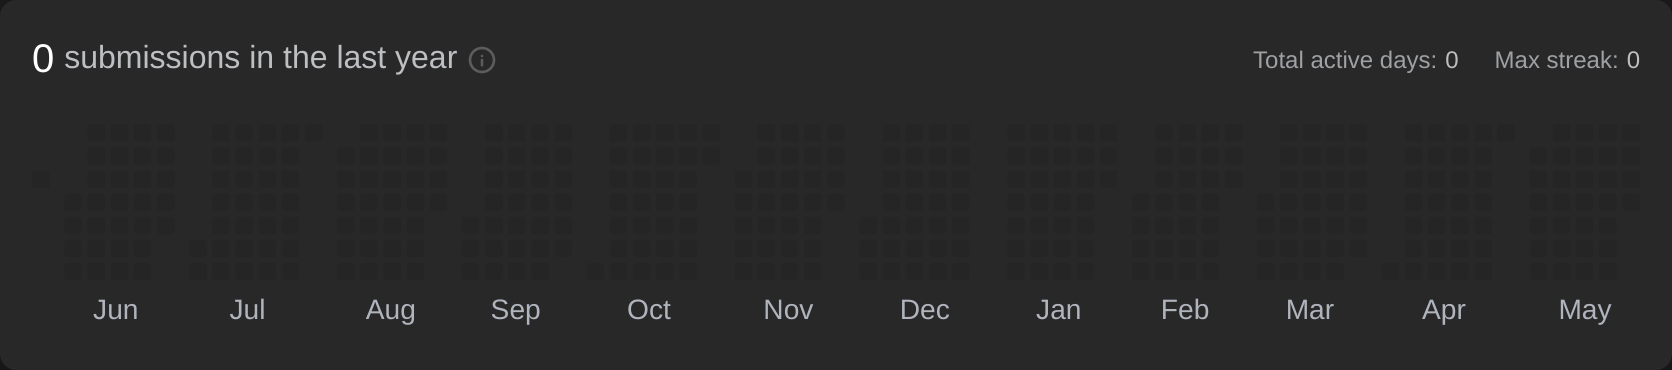 0 submissions in the last year
Total active days: 0 Max streak: 0
Jun Jul Aug Sep Oct Nov Dec Jan Feb Mar Apr May